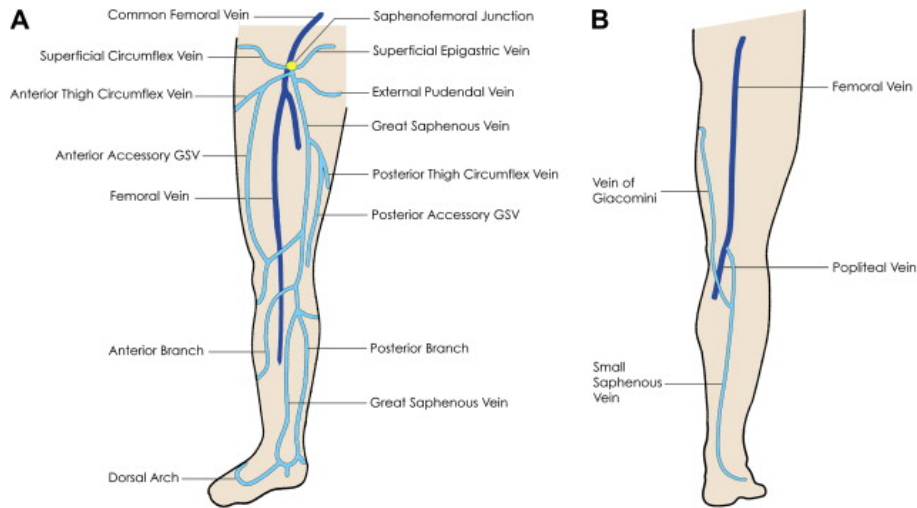 A
Common Femoral Vein
Superficial Circumflex Vein
Anterior Thigh Circumflex Vein
Anterior Accessory GSV
Femoral Vein
Anterior Branch
Dorsal Arch
Saphenofemoral Junction
Superficial Epigastric Vein
External Pudendal Vein
Great Saphenous Vein
Posterior Thigh Circumflex Vein
Posterior Accessory GSV
Posterior Branch
Great Saphenous Vein
B
Femoral Vein
Vein of
Giacomini
Popliteal Vein
Small
Saphenous
Vein